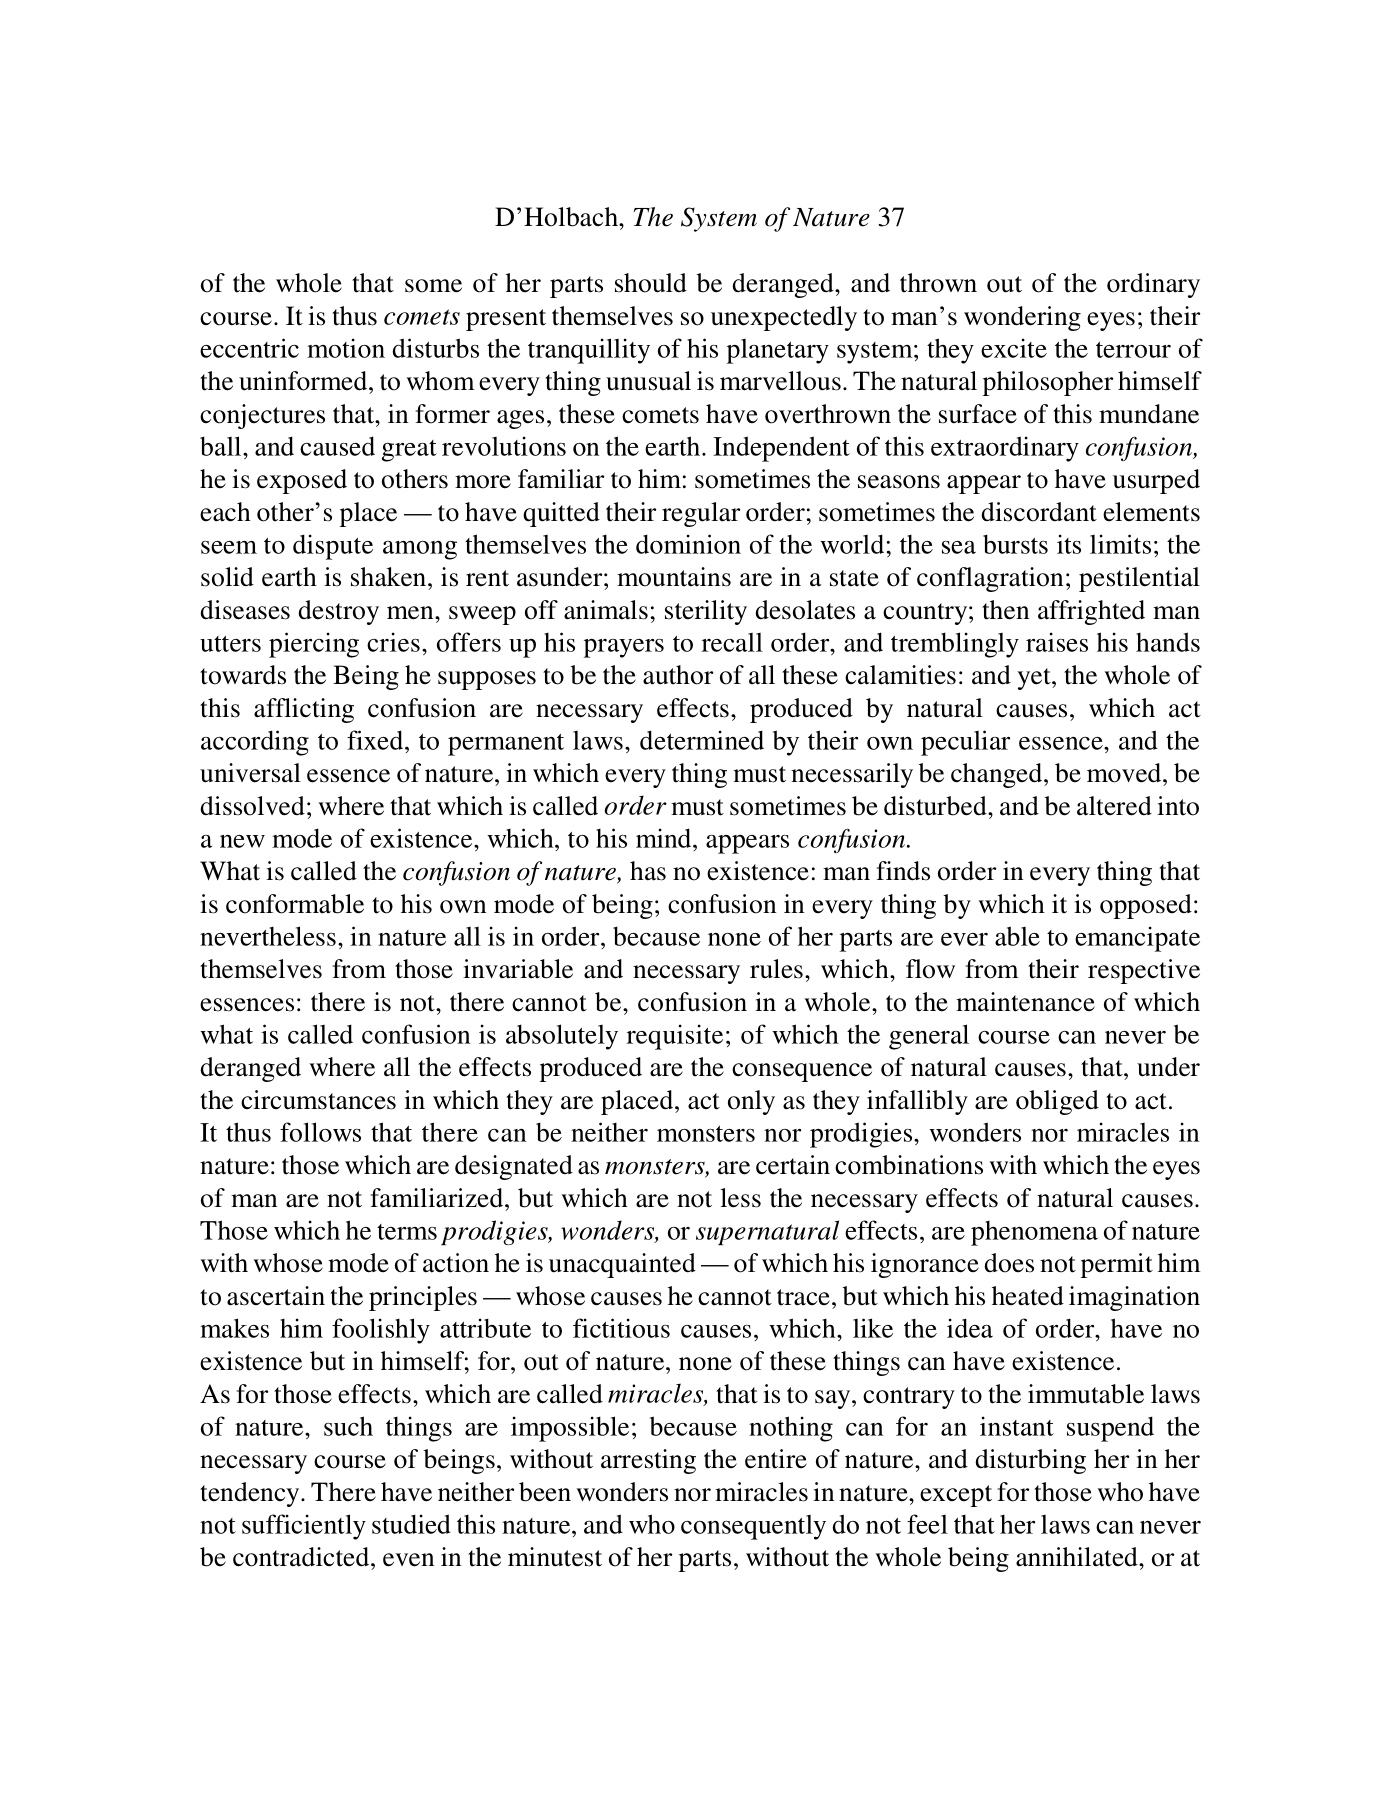 D’Holbach, The System of Nature 37
of the whole that some of her parts should be deranged, and thrown out of the ordinary
course. It is thus comets present themselves so unexpectedly to man’s wondering eyes; their
eccentric motion disturbs the tranquillity of his planetary system; they excite the terrour of
the uninformed, to whom every thing unusual is marvellous. The natural philosopher himself
conjectures that, in former ages, these comets have overthrown the surface of this mundane
ball, and caused great revolutions on the earth. Independent of this extraordinary confusion,
he is exposed to others more familiar to him: sometimes the seasons appear to have usurped
each other’s place — to have quitted their regular order; sometimes the discordant elements
seem to dispute among themselves the dominion of the world; the sea bursts its limits; the
solid earth is shaken, is rent asunder; mountains are in a state of conflagration; pestilential
diseases destroy men, sweep off animals; sterility desolates a country; then affrighted man
utters piercing cries, offers up his prayers to recall order, and tremblingly raises his hands
towards the Being he supposes to be the author of all these calamities: and yet, the whole of
this afflicting confusion are necessary effects, produced by natural causes, which act
according to fixed, to permanent laws, determined by their own peculiar essence, and the
universal essence of nature, in which every thing must necessarily be changed, be moved, be
dissolved; where that which is called order must sometimes be disturbed, and be altered into
a new mode of existence, which, to his mind, appears confusion.
What is called the confusion of nature, has no existence: man finds order in every thing that
is conformable to his own mode of being; confusion in every thing by which it is opposed:
nevertheless, in nature all is in order, because none of her parts are ever able to emancipate
themselves from those invariable and necessary rules, which, flow from their respective
essences: there is not, there cannot be, confusion in a whole, to the maintenance of which
what is called confusion is absolutely requisite; of which the general course can never be
deranged where all the effects produced are the consequence of natural causes, that, under
the circumstances in which they are placed, act only as they infallibly are obliged to act.
It thus follows that there can be neither monsters nor prodigies, wonders nor miracles in
nature: those which are designated as monsters, are certain combinations with which the eyes
of man are not familiarized, but which are not less the necessary effects of natural causes.
Those which he terms prodigies, wonders, or supernatural effects, are phenomena of nature
with whose mode of action he is unacquainted — of which his ignorance does not permit him
to ascertain the principles — whose causes he cannot trace, but which his heated imagination
makes him foolishly attribute to fictitious causes, which, like the idea of order, have no
existence but in himself; for, out of nature, none of these things can have existence.
As for those effects, which are called miracles, that is to say, contrary to the immutable laws
of nature, such things are impossible; because nothing can for an instant suspend the
necessary course of beings, without arresting the entire of nature, and disturbing her in her
tendency. There have neither been wonders nor miracles in nature, except for those who have
not sufficiently studied this nature, and who consequently do not feel that her laws can never
be contradicted, even in the minutest of her parts, without the whole being annihilated, or at